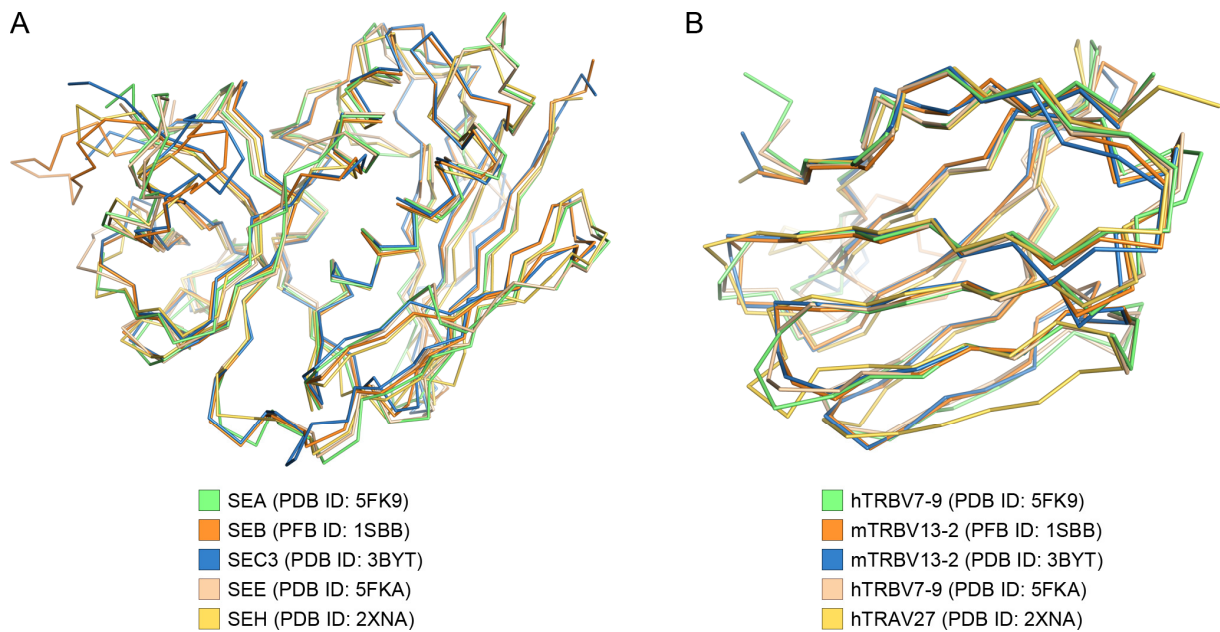 A
B
SEA (PDB ID: 5FK9)
SEB (PFB ID: 1SBB)
SEC3 (PDB ID: 3BYT)
SEE (PDB ID: 5FKA)
SEH (PDB ID: 2XNA)
hTRBV7-9 (PDB ID: 5FK9)
mTRBV13-2 (PFB ID: 1SBB)
mTRBV13-2 (PDB ID: 3BYT)
hTRBV7-9 (PDB ID: 5FKA)
hTRAV27 (PDB ID: 2XNA)